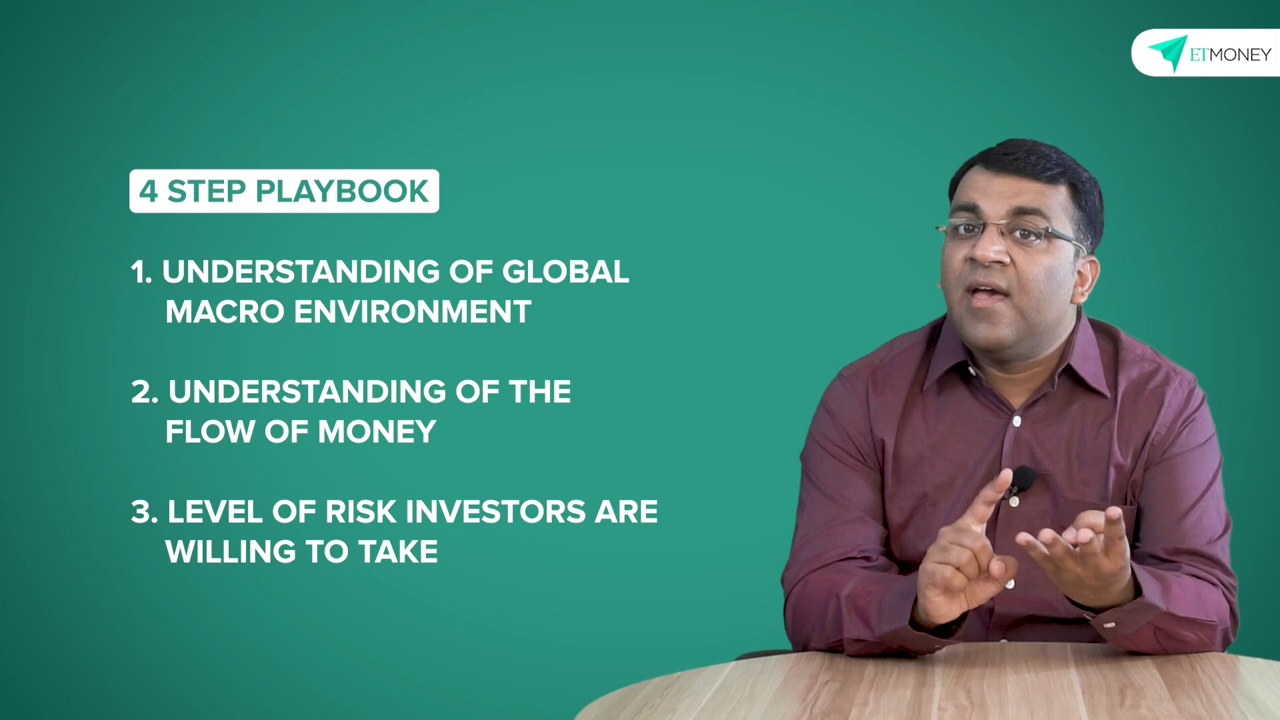 ETMONEY
4 STEP PLAYBOOK
1. UNDERSTANDING OF GLOBAL
MACRO ENVIRONMENT
2. UNDERSTANDING OF THE
FLOW OF MONEY
3. LEVEL OF RISK INVESTORS ARE
WILLING TO TAKE